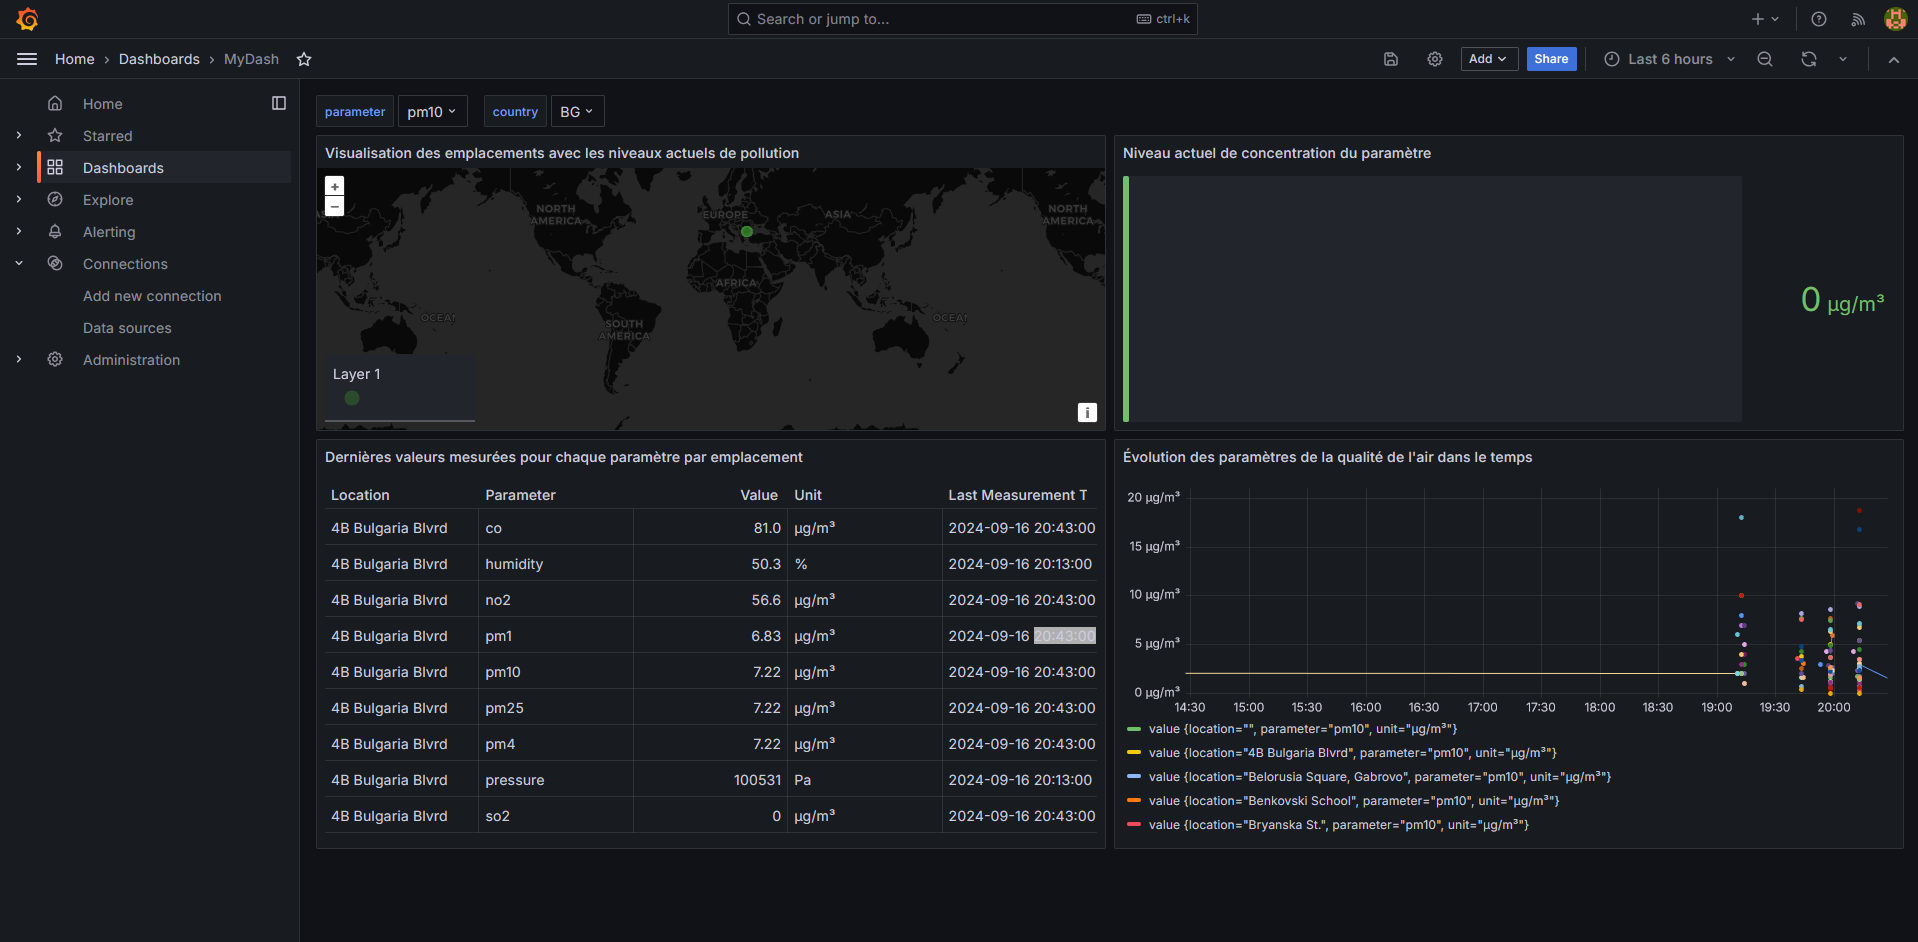 Search or jump to...
ctrl+k
Home › Dashboards › MyDash
Add
Share
Last 6 hours
Home
Starred
Dashboards
Explore
Alerting
Connections
Add new connection
Data sources
Administration
parameter pm10 country BG
Visualisation des emplacements avec les niveaux actuels de pollution
+
−
NORTH AMERICA
EUROPE
ASIA
NORTH AMERICA
AFRICA
OCEAN
SOUTH AMERICA
OCEAN
Layer 1
i
Niveau actuel de concentration du paramètre
0 µg/m³
Dernières valeurs mesurées pour chaque paramètre par emplacement
Location Parameter Value Unit Last Measurement T
4B Bulgaria Blvrd co 81.0 µg/m³ 2024-09-16 20:43:00
4B Bulgaria Blvrd humidity 50.3 % 2024-09-16 20:13:00
4B Bulgaria Blvrd no2 56.6 µg/m³ 2024-09-16 20:43:00
4B Bulgaria Blvrd pm1 6.83 µg/m³ 2024-09-16 20:43:00
4B Bulgaria Blvrd pm10 7.22 µg/m³ 2024-09-16 20:43:00
4B Bulgaria Blvrd pm25 7.22 µg/m³ 2024-09-16 20:43:00
4B Bulgaria Blvrd pm4 7.22 µg/m³ 2024-09-16 20:43:00
4B Bulgaria Blvrd pressure 100531 Pa 2024-09-16 20:13:00
4B Bulgaria Blvrd so2 0 µg/m³ 2024-09-16 20:43:00
Évolution des paramètres de la qualité de l'air dans le temps
20 µg/m³
15 µg/m³
10 µg/m³
5 µg/m³
0 µg/m³
14:30 15:00 15:30 16:00 16:30 17:00 17:30 18:00 18:30 19:00 19:30 20:00
value {location="", parameter="pm10", unit="µg/m³"}
value {location="4B Bulgaria Blvrd", parameter="pm10", unit="µg/m³"}
value {location="Belorusia Square, Gabrovo", parameter="pm10", unit="µg/m³"}
value {location="Benkovski School", parameter="pm10", unit="µg/m³"}
value {location="Bryanska St.", parameter="pm10", unit="µg/m³"}